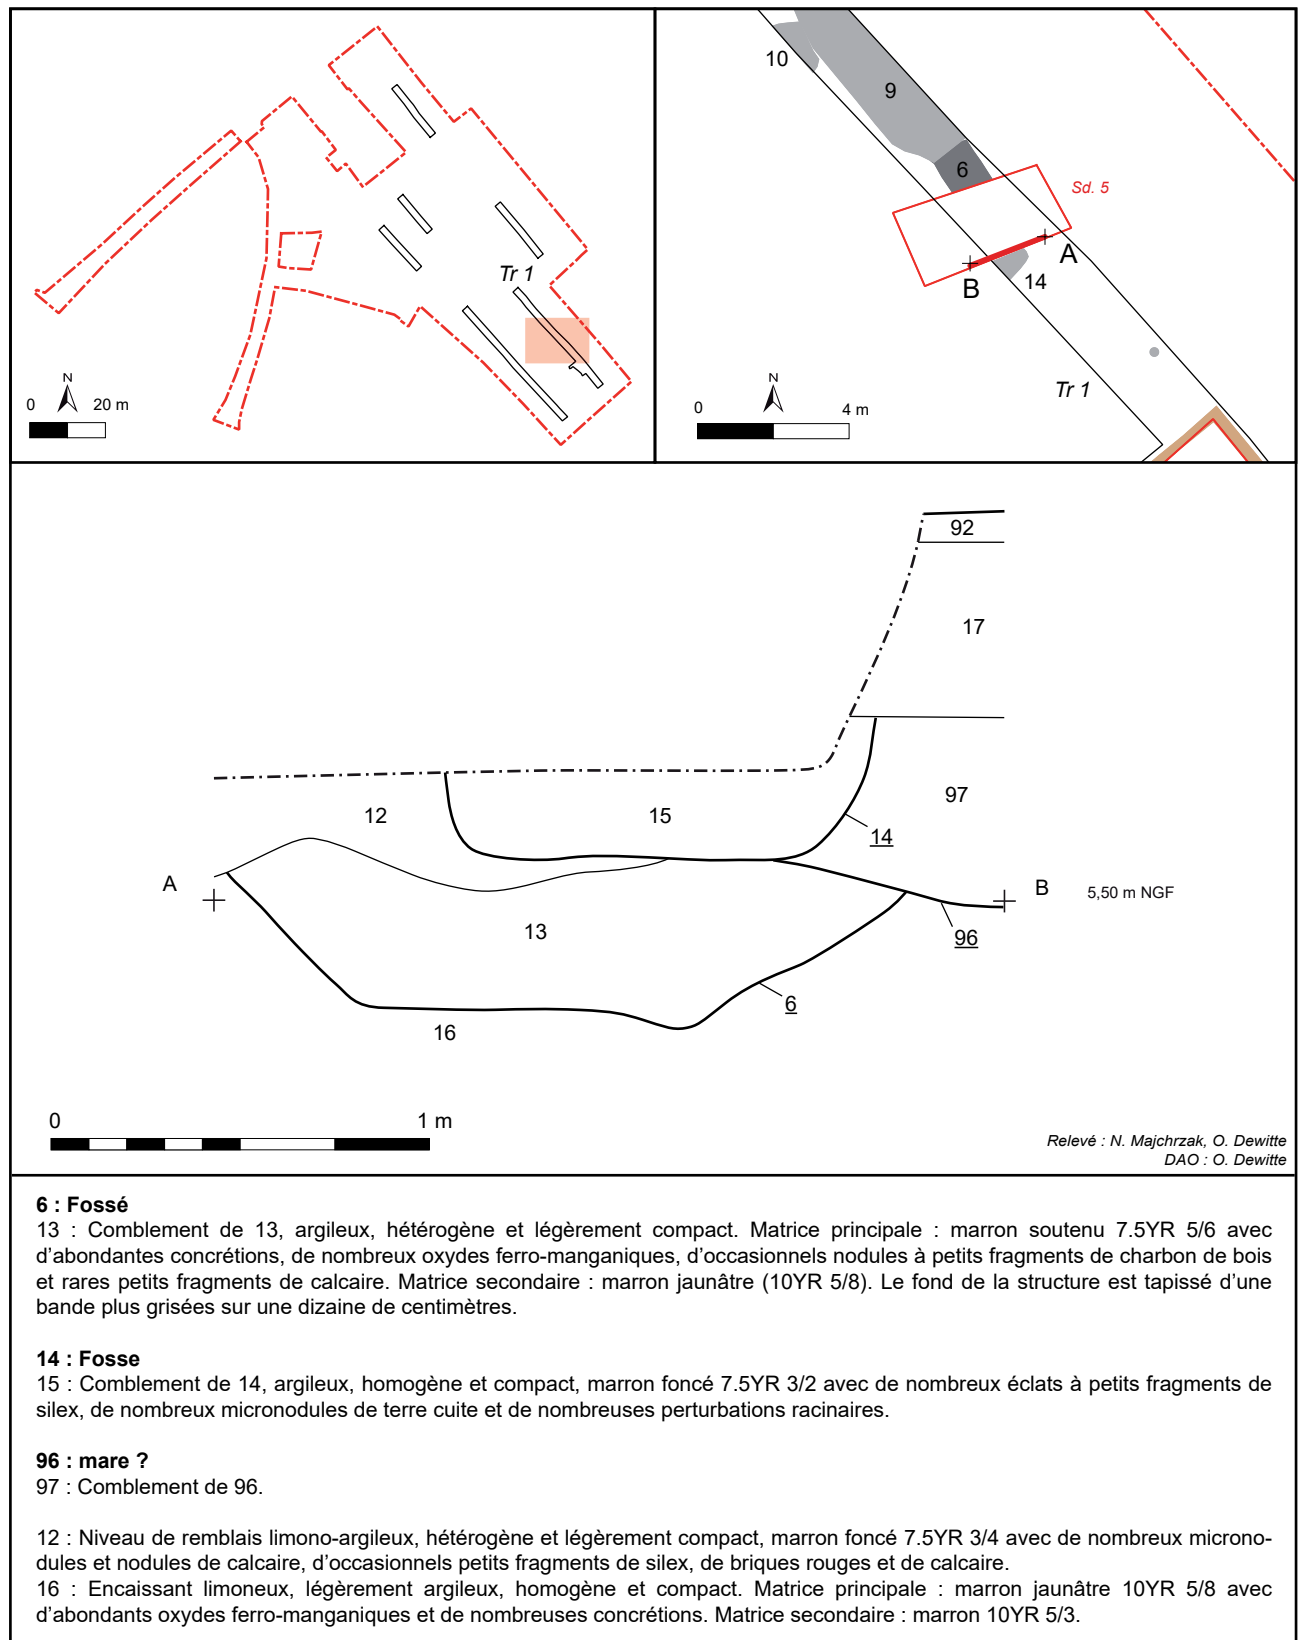 Tr 1
N
0 20 m
10
9
6
Sd. 5
A
B
14
Tr 1
N
0 4 m
92
17
12
15
97
14
A
B 5,50 m NGF
13
96
6
16
0 1 m
Relevé : N. Majchrzak, O. Dewitte
DAO : O. Dewitte
6 : Fossé
13 : Comblement de 13, argileux, hétérogène et légèrement compact. Matrice principale : marron soutenu 7.5YR 5/6 avec
d'abondantes concrétions, de nombreux oxydes ferro-manganiques, d'occasionnels nodules à petits fragments de charbon de bois
et rares petits fragments de calcaire. Matrice secondaire : marron jaunâtre (10YR 5/8). Le fond de la structure est tapissé d'une
bande plus grisées sur une dizaine de centimètres.
14 : Fosse
15 : Comblement de 14, argileux, homogène et compact, marron foncé 7.5YR 3/2 avec de nombreux éclats à petits fragments de
silex, de nombreux micronodules de terre cuite et de nombreuses perturbations racinaires.
96 : mare ?
97 : Comblement de 96.
12 : Niveau de remblais limono-argileux, hétérogène et légèrement compact, marron foncé 7.5YR 3/4 avec de nombreux microno-
dules et nodules de calcaire, d'occasionnels petits fragments de silex, de briques rouges et de calcaire.
16 : Encaissant limoneux, légèrement argileux, homogène et compact. Matrice principale : marron jaunâtre 10YR 5/8 avec
d'abondants oxydes ferro-manganiques et de nombreuses concrétions. Matrice secondaire : marron 10YR 5/3.